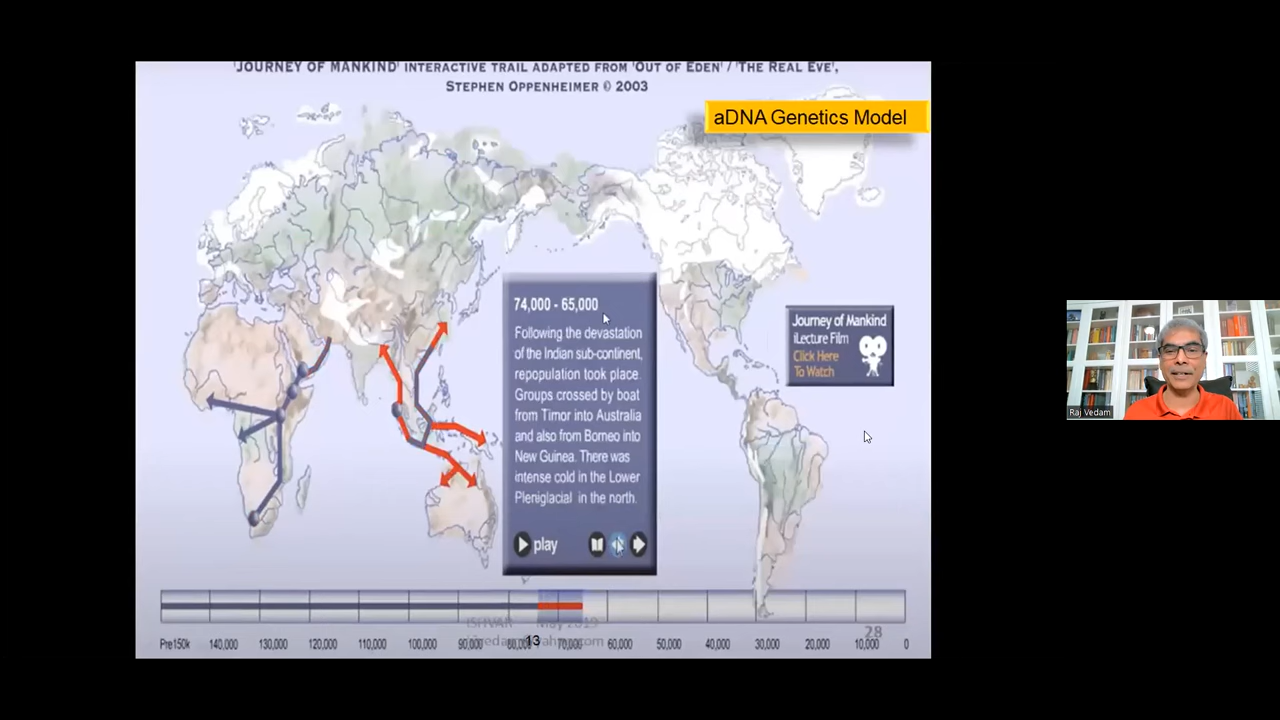 'JOURNEY OF MANKIND' INTERACTIVE TRAIL ADAPTED FROM 'OUT OF EDEN' / 'THE REAL EVE',
STEPHEN OPPENHEIMER © 2003
aDNA Genetics Model
74,000 - 65,000
Following the devastation
of the Indian sub-continent,
repopulation took place.
Groups crossed by boat
from Timor into Australia
and also from Borneo into
New Guinea. There was
intense cold in the Lower
Pleniglacial in the north.
play
Journey of Mankind
iLecture Film
Click Here
To Watch
Raj Vedam
May 2019
28
13
Pre150k 140,000 130,000 120,000 110,000 100,000 90,000 80,000 70,000 60,000 50,000 40,000 30,000 20,000 10,000 0